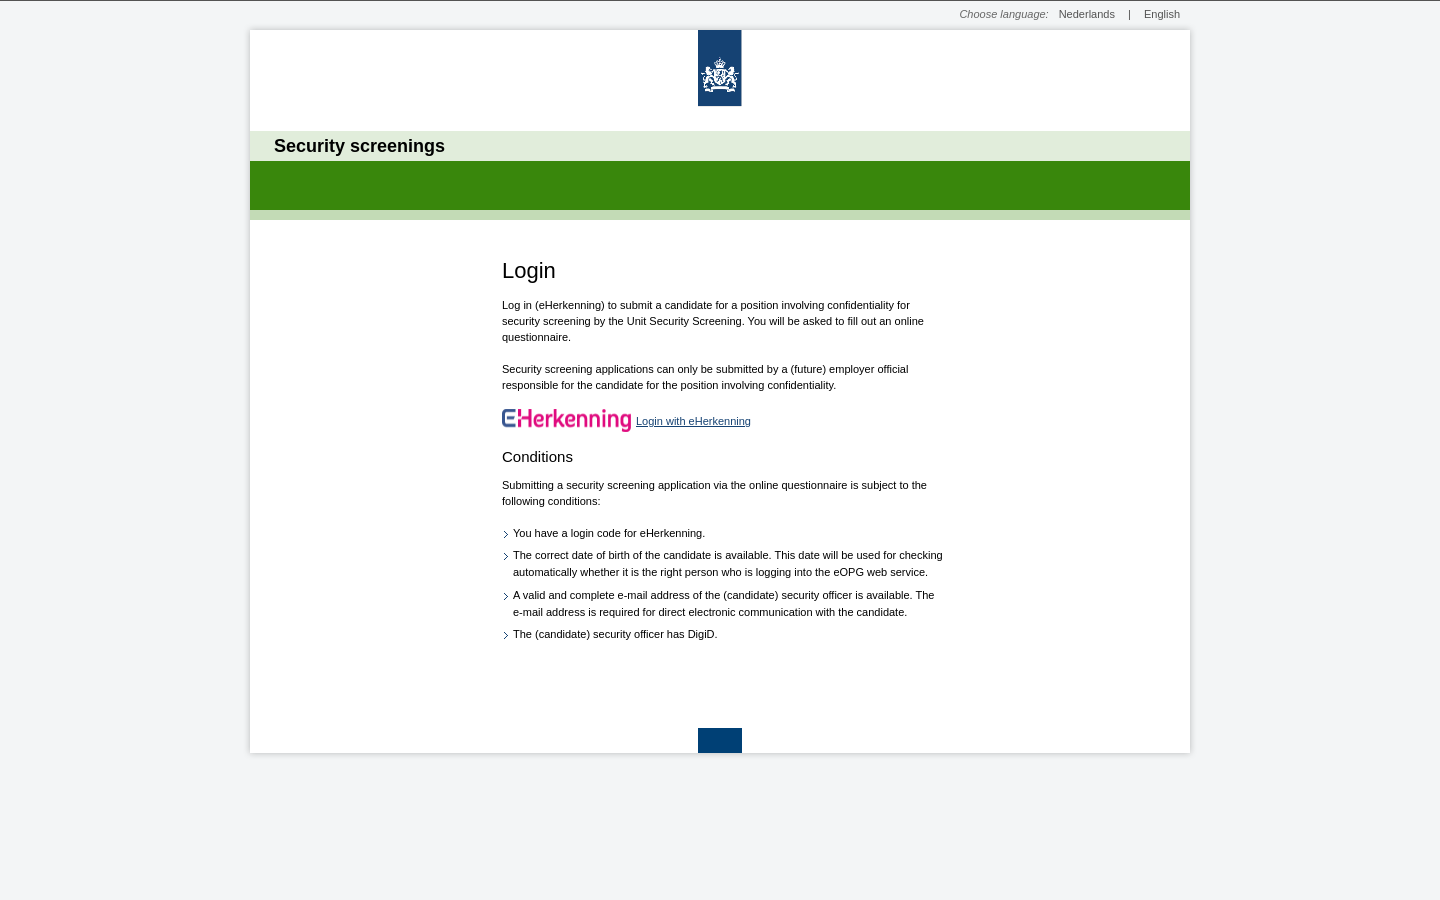 Choose language: Nederlands | English
Security screenings
Login
Log in (eHerkenning) to submit a candidate for a position involving confidentiality for
security screening by the Unit Security Screening. You will be asked to fill out an online
questionnaire.
Security screening applications can only be submitted by a (future) employer official
responsible for the candidate for the position involving confidentiality.
eHerkenning Login with eHerkenning
Conditions
Submitting a security screening application via the online questionnaire is subject to the
following conditions:
You have a login code for eHerkenning.
The correct date of birth of the candidate is available. This date will be used for checking
automatically whether it is the right person who is logging into the eOPG web service.
A valid and complete e-mail address of the (candidate) security officer is available. The
e-mail address is required for direct electronic communication with the candidate.
The (candidate) security officer has DigiD.